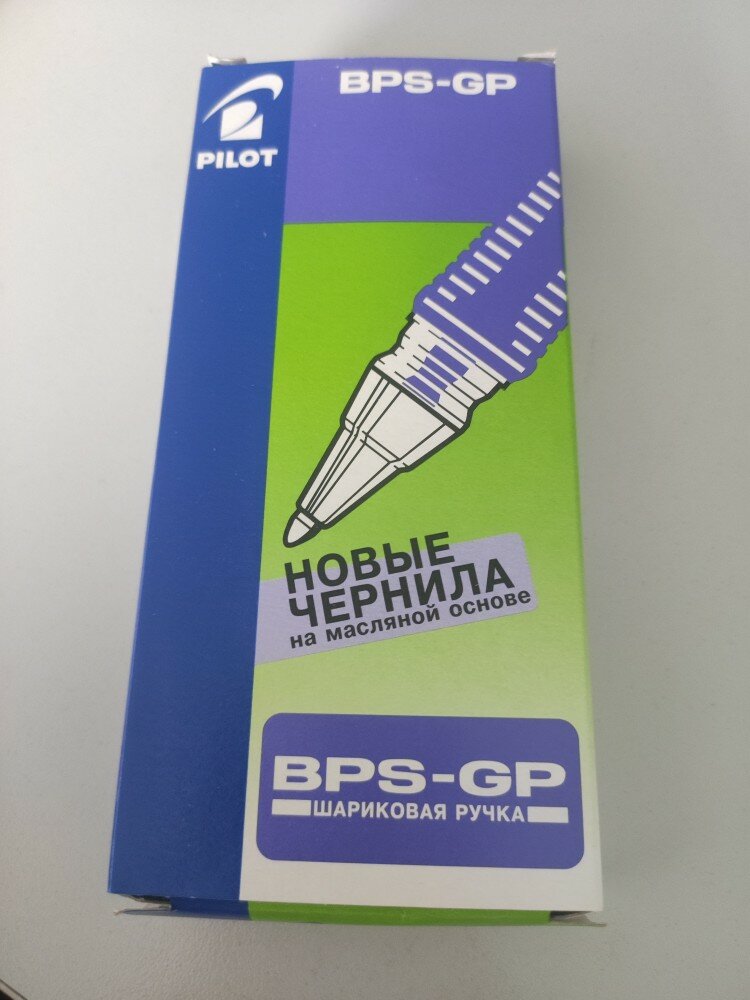 BPS-GP
PILOT
НОВЫЕ
ЧЕРНИЛА
на масляной основе
BPS-GP
ШАРИКОВАЯ РУЧКА